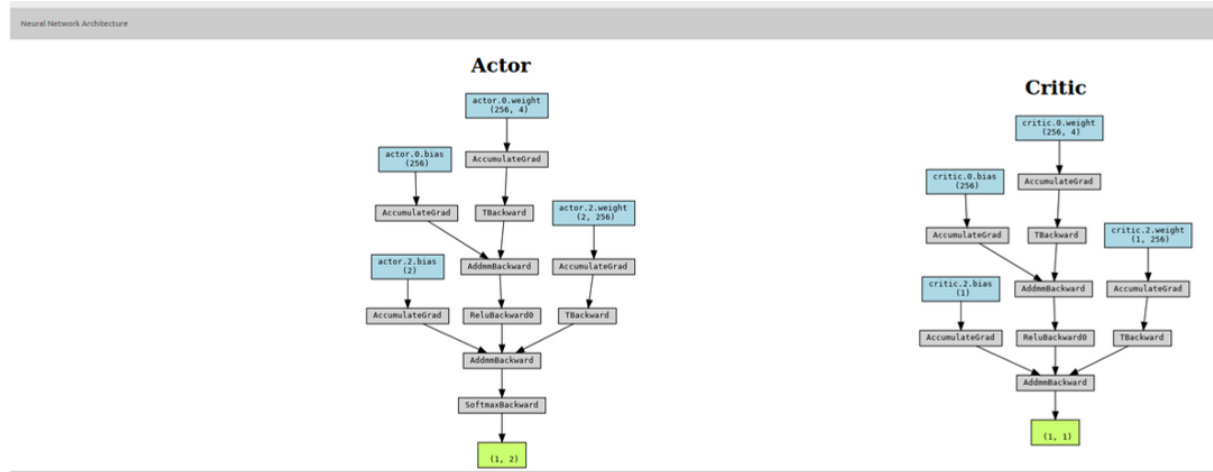 Neural Network Architecture
Actor
actor.0.weight
(256, 4)
actor.0.bias
(256)
AccumulateGrad
AccumulateGrad
TBackward
actor.2.weight
(2, 256)
actor.2.bias
(2)
AddmmBackward
AccumulateGrad
AccumulateGrad
ReluBackward0
TBackward
AddmmBackward
SoftmaxBackward
(1, 2)
Critic
critic.0.weight
(256, 4)
critic.0.bias
(256)
AccumulateGrad
AccumulateGrad
TBackward
critic.2.weight
(1, 256)
critic.2.bias
(1)
AddmmBackward
AccumulateGrad
AccumulateGrad
ReluBackward0
TBackward
AddmmBackward
(1, 1)